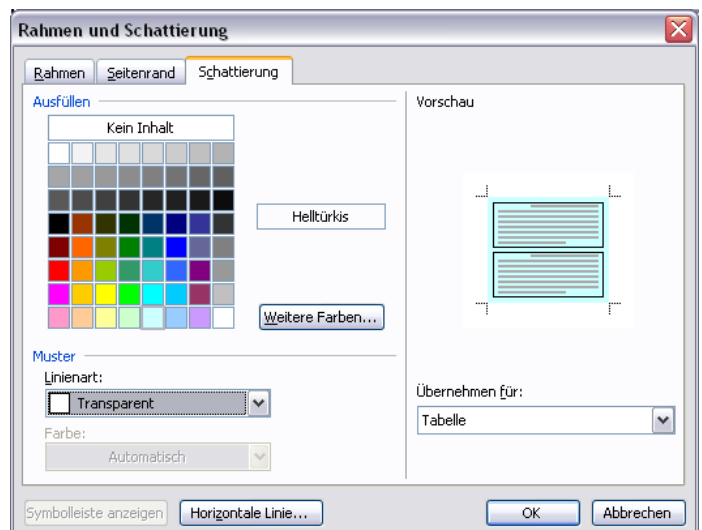 Rahmen und Schattierung
Rahmen Seitenrand Schattierung
Ausfüllen
Kein Inhalt
Helltürkis
Weitere Farben...
Muster
Linienart:
Transparent
Farbe:
Automatisch
Vorschau
Übernehmen für:
Tabelle
Symbolleiste anzeigen Horizontale Linie... OK Abbrechen